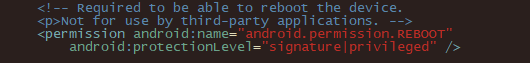 <!-- Required to be able to reboot the device.
<p>Not for use by third-party applications. -->
<permission android:name="android.permission.REBOOT"
android:protectionLevel="signature|privileged" />